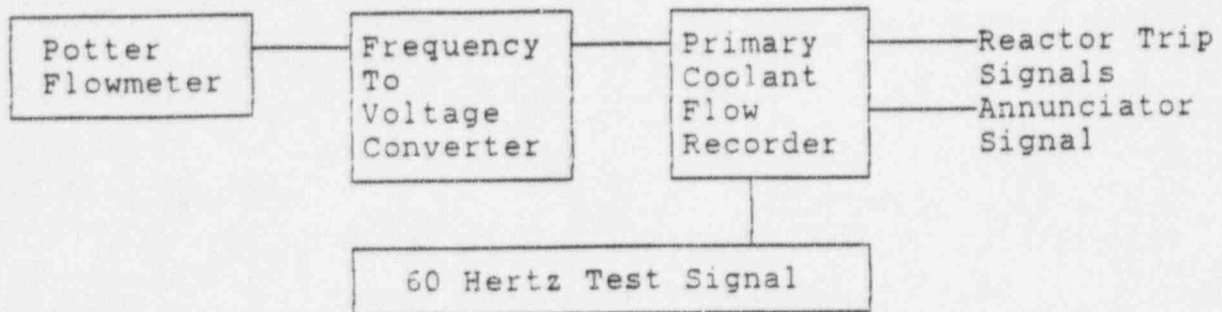 Potter
Flowmeter
Frequency
To
Voltage
Converter
Primary
Coolant
Flow
Recorder
Reactor Trip
Signals
Annunciator
Signal
60 Hertz Test Signal